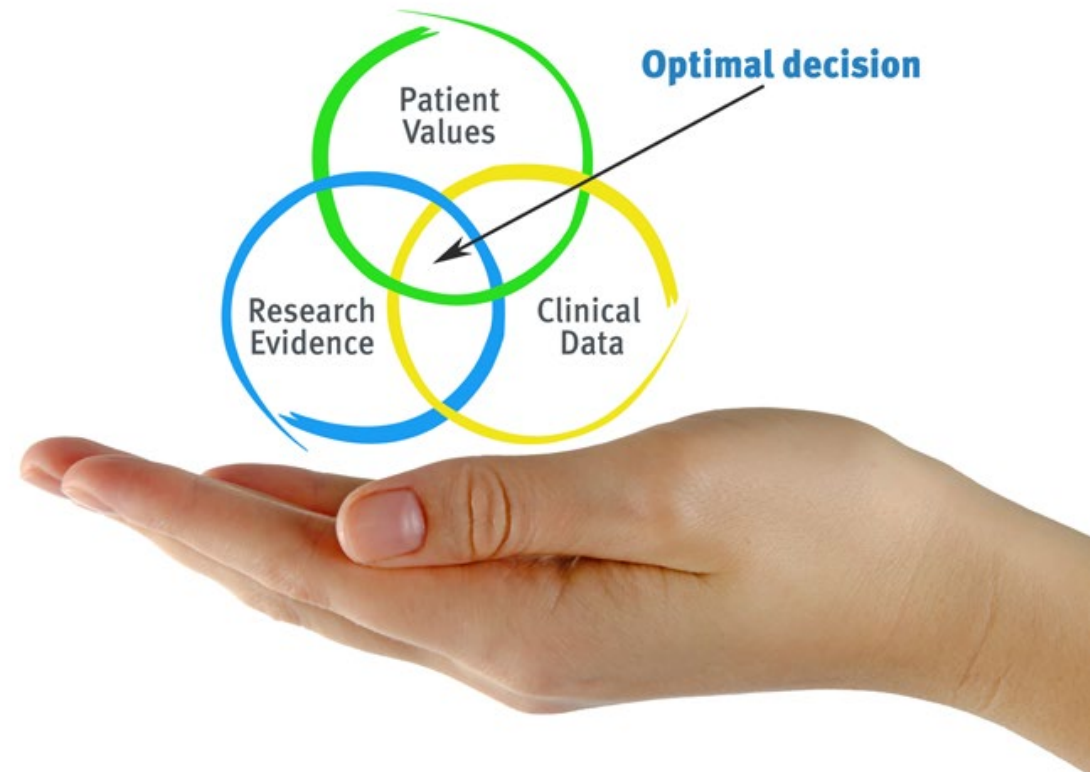 Optimal decision
Patient
Values
Research
Evidence
Clinical
Data